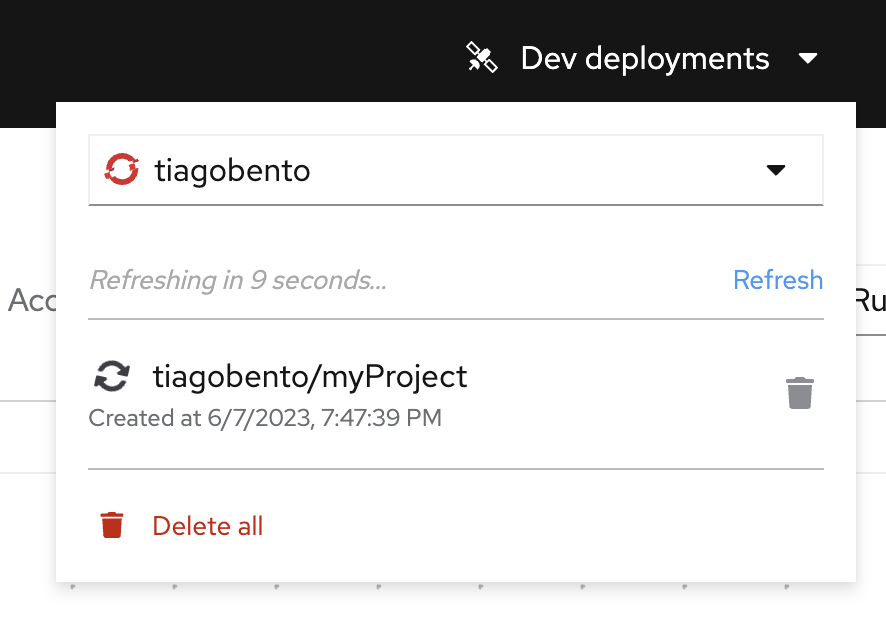 Dev deployments
tiagobento
Refreshing in 9 seconds...
Refresh
Acc
Ru
tiagobento/myProject
Created at 6/7/2023, 7:47:39 PM
Delete all